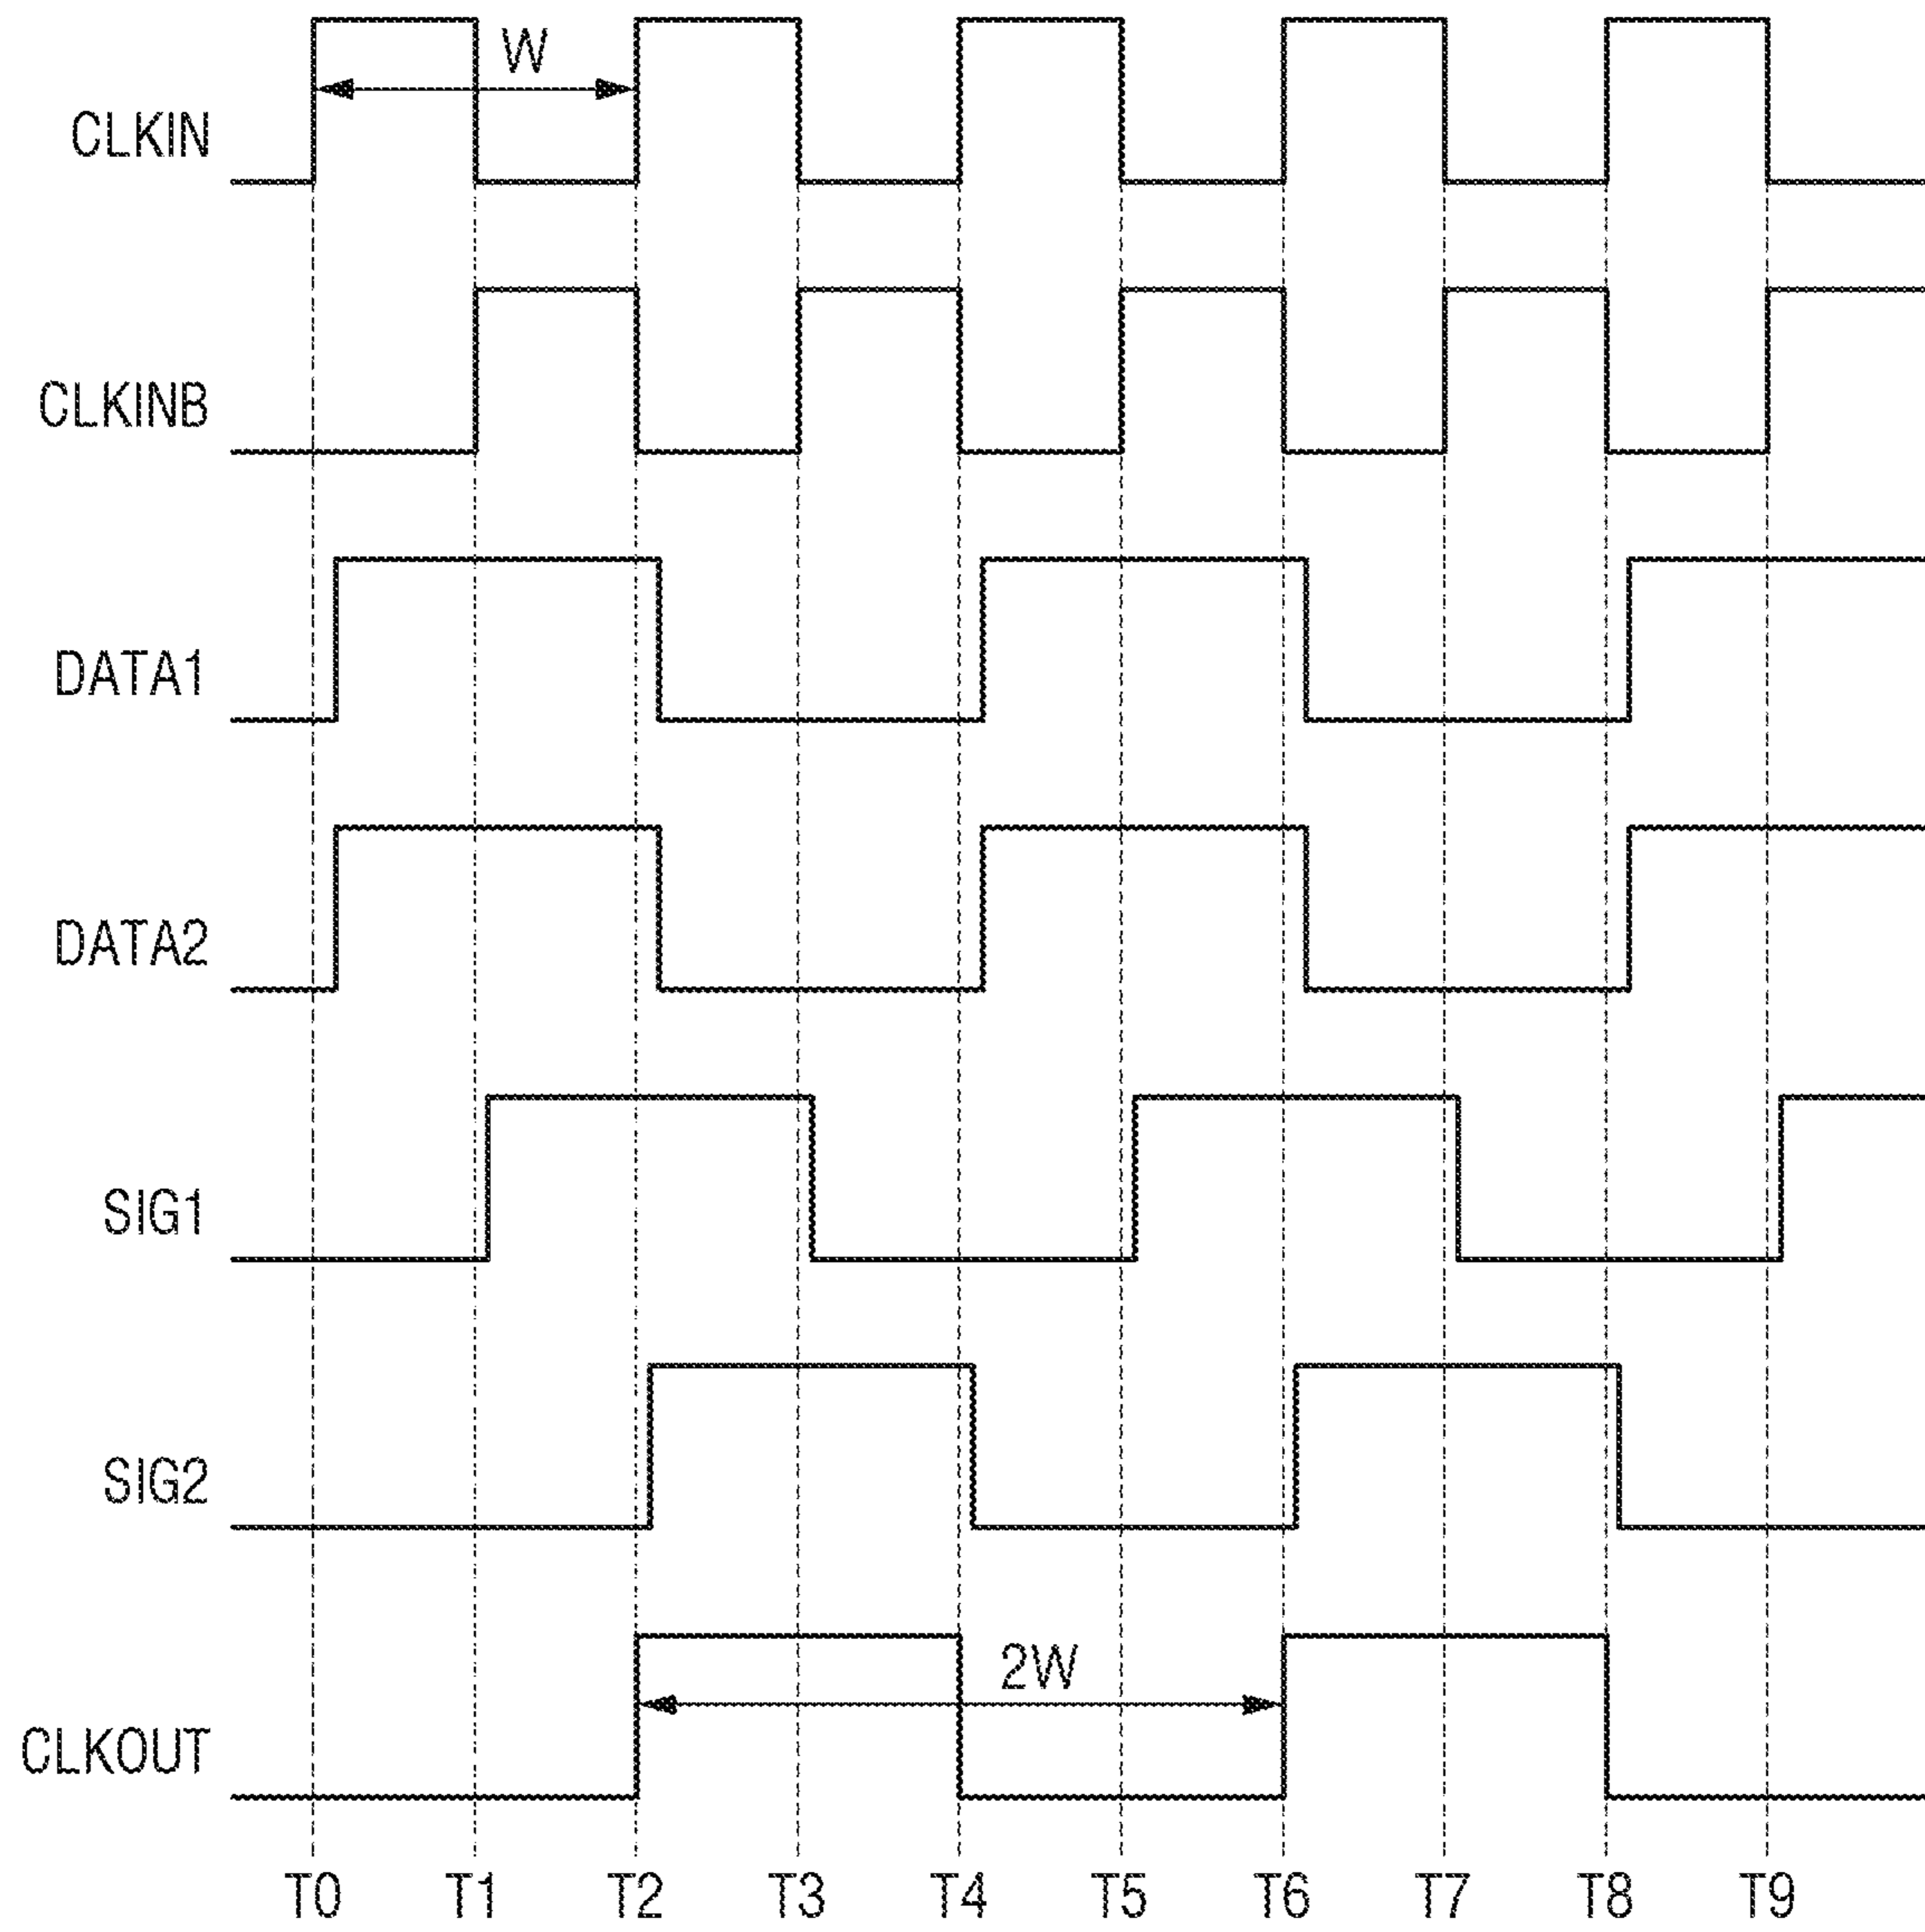 W
CLKIN
CLKINB
DATA1
DATA2
SIG1
SIG2
2W
CLKOUT
T0 T1 T2 T3 T4 T5 T6 T7 T8 T9